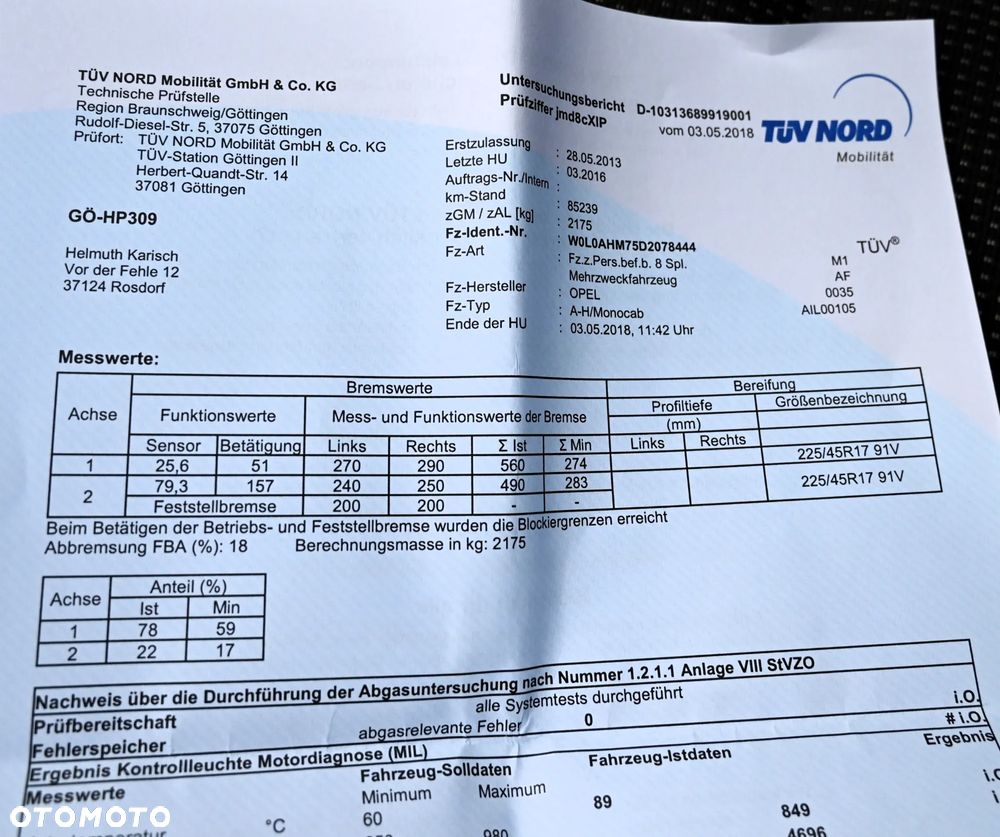 TÜV NORD Mobilität GmbH & Co. KG
Technische Prüfstelle
Region Braunschweig/Göttingen
Rudolf-Diesel-Str. 5, 37075 Göttingen
Prüfort: TÜV NORD Mobilität GmbH & Co. KG
TÜV-Station Göttingen II
Herbert-Quandt-Str. 14
37081 Göttingen
GÖ-HP309
Helmuth Karisch
Vor der Fehle 12
37124 Rosdorf
Untersuchungsbericht D-10313689919001
Prüfziffer jmd8cXIP vom 03.05.2018
TÜV NORD
Mobilität
Erstzulassung : 28.05.2013
Letzte HU : 03.2016
Auftrags-Nr./Intern :
km-Stand : 85239
zGM / zAL [kg] : 2175
Fz-Ident.-Nr. : W0L0AHM75D2078444
Fz-Art : Fz.z.Pers.bef.b. 8 Spl. M1
Mehrzweckfahrzeug AF
Fz-Hersteller : OPEL 0035
Fz-Typ : A-H/Monocab AIL00105
Ende der HU : 03.05.2018, 11:42 Uhr
TÜV®
Messwerte:
Achse Bremswerte Bereifung
Funktionswerte Mess- und Funktionswerte der Bremse Profiltiefe Größenbezeichnung
(mm)
Sensor Betätigung Links Rechts Σ Ist Σ Min Links Rechts
1 25,6 51 270 290 560 274 225/45R17 91V
2 79,3 157 240 250 490 283 225/45R17 91V
Feststellbremse 200 200 - -
Beim Betätigen der Betriebs- und Feststellbremse wurden die Blockiergrenzen erreicht
Abbremsung FBA (%): 18 Berechnungsmasse in kg: 2175
Achse Anteil (%)
Ist Min
1 78 59
2 22 17
Nachweis über die Durchführung der Abgasuntersuchung nach Nummer 1.2.1.1 Anlage VIII StVZO
Prüfbereitschaft alle Systemtests durchgeführt i.O.
Fehlerspeicher abgasrelevante Fehler 0 # i.O.
Ergebnis Kontrollleuchte Motordiagnose (MIL) Ergebnis
Messwerte Fahrzeug-Solldaten Fahrzeug-Istdaten
Minimum Maximum
°C 60 89 849
980 4696
OTOMOTO